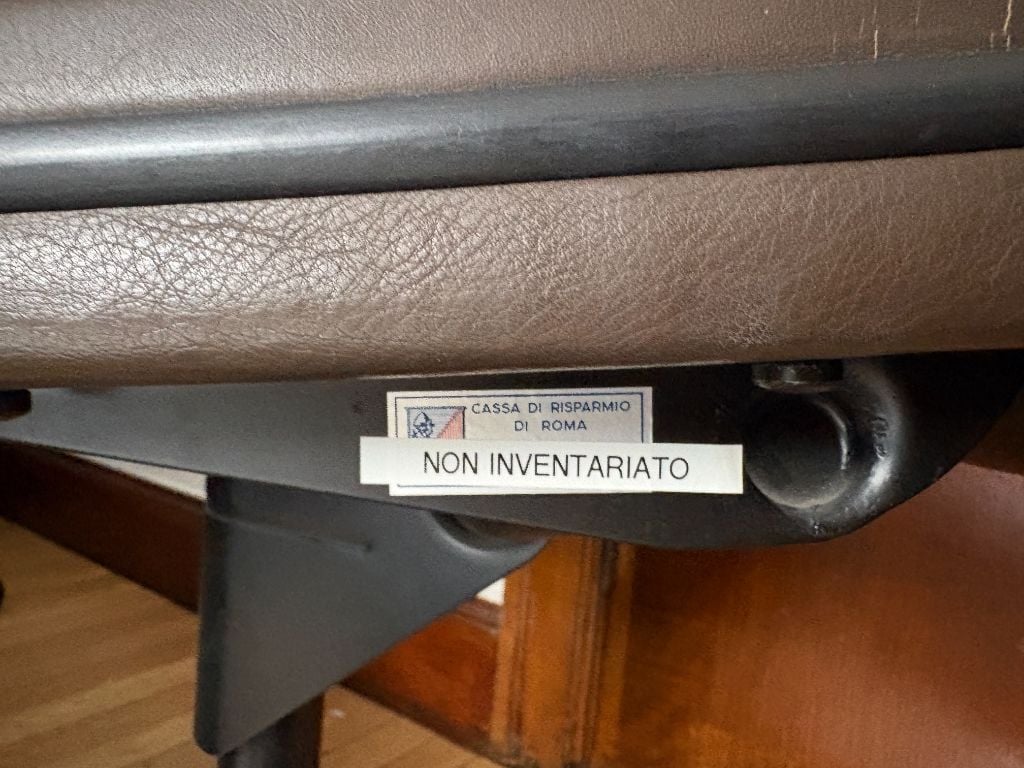 CASSA DI RISPARMIO
DI ROMA
NON INVENTARIATO